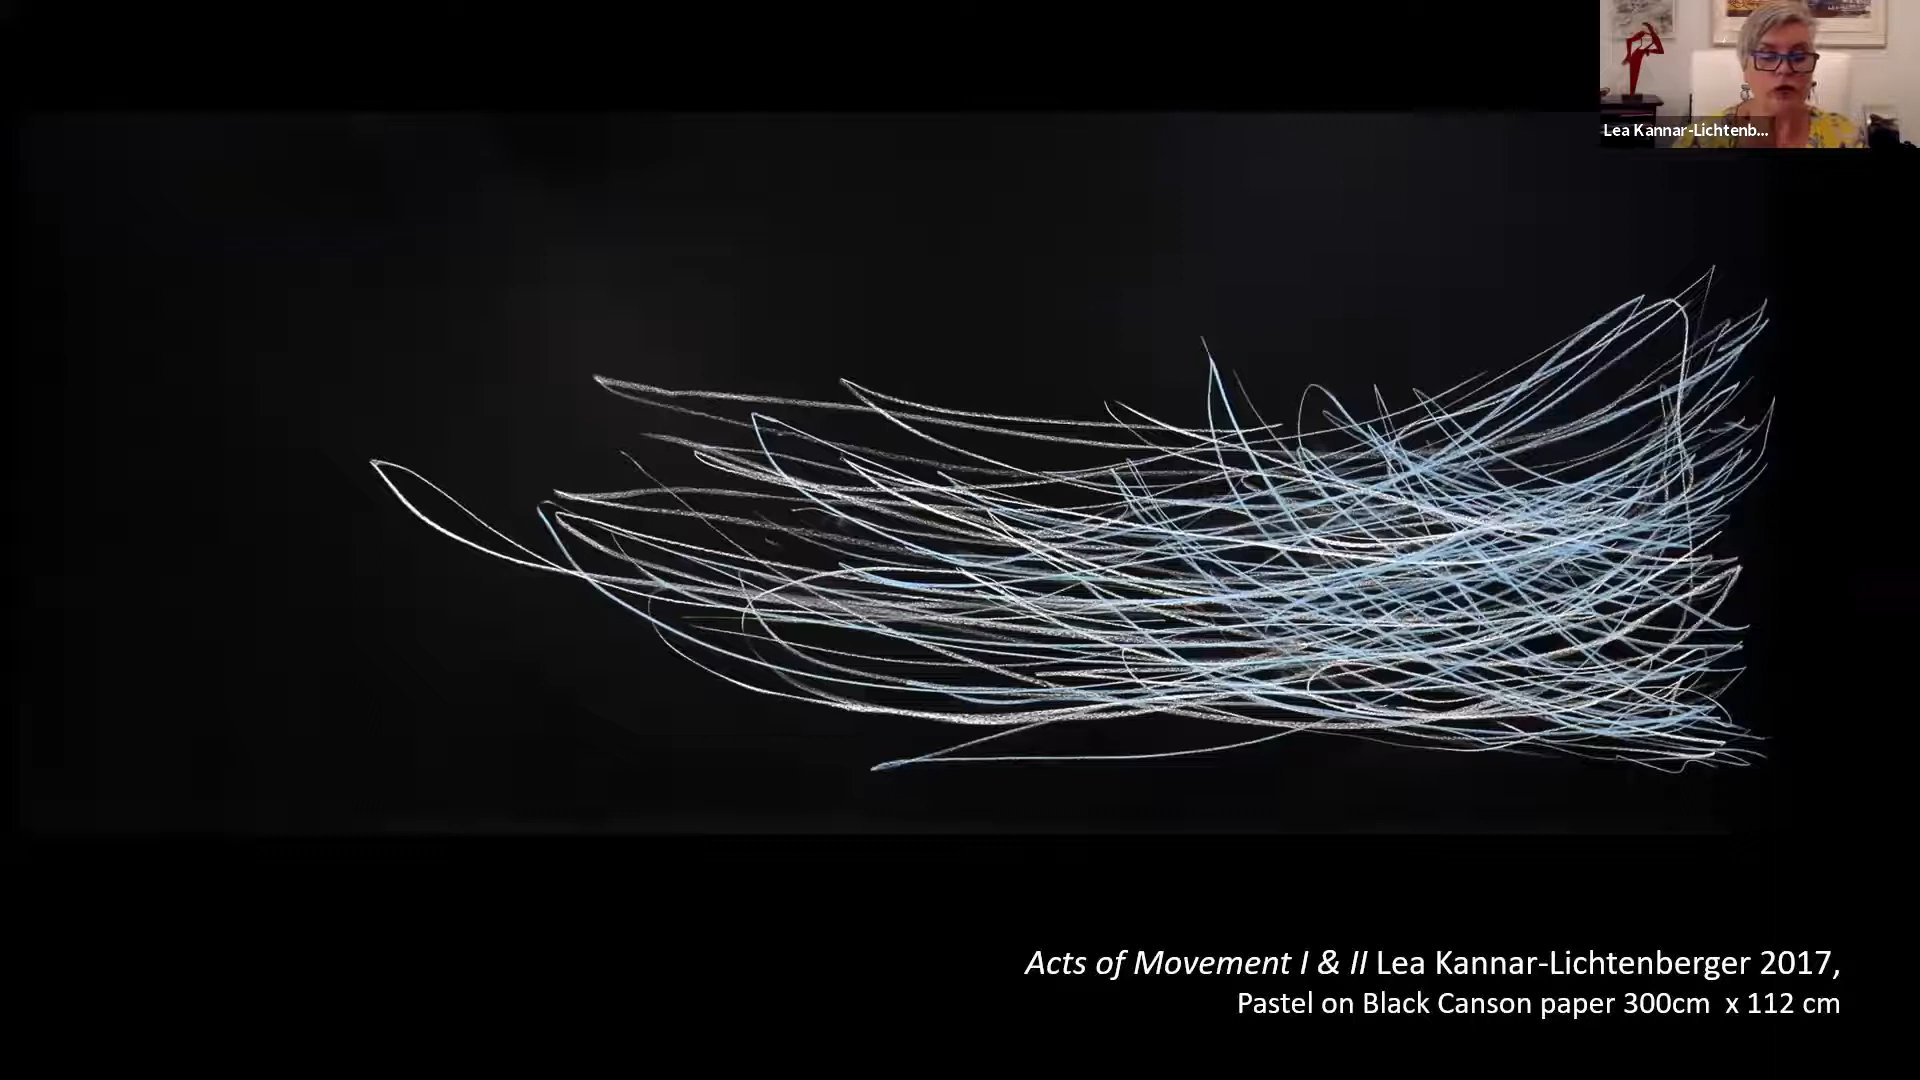 Lea Kannar-Lichtenb...
Acts of Movement I & II Lea Kannar-Lichtenberger 2017,
Pastel on Black Canson paper 300cm x 112 cm